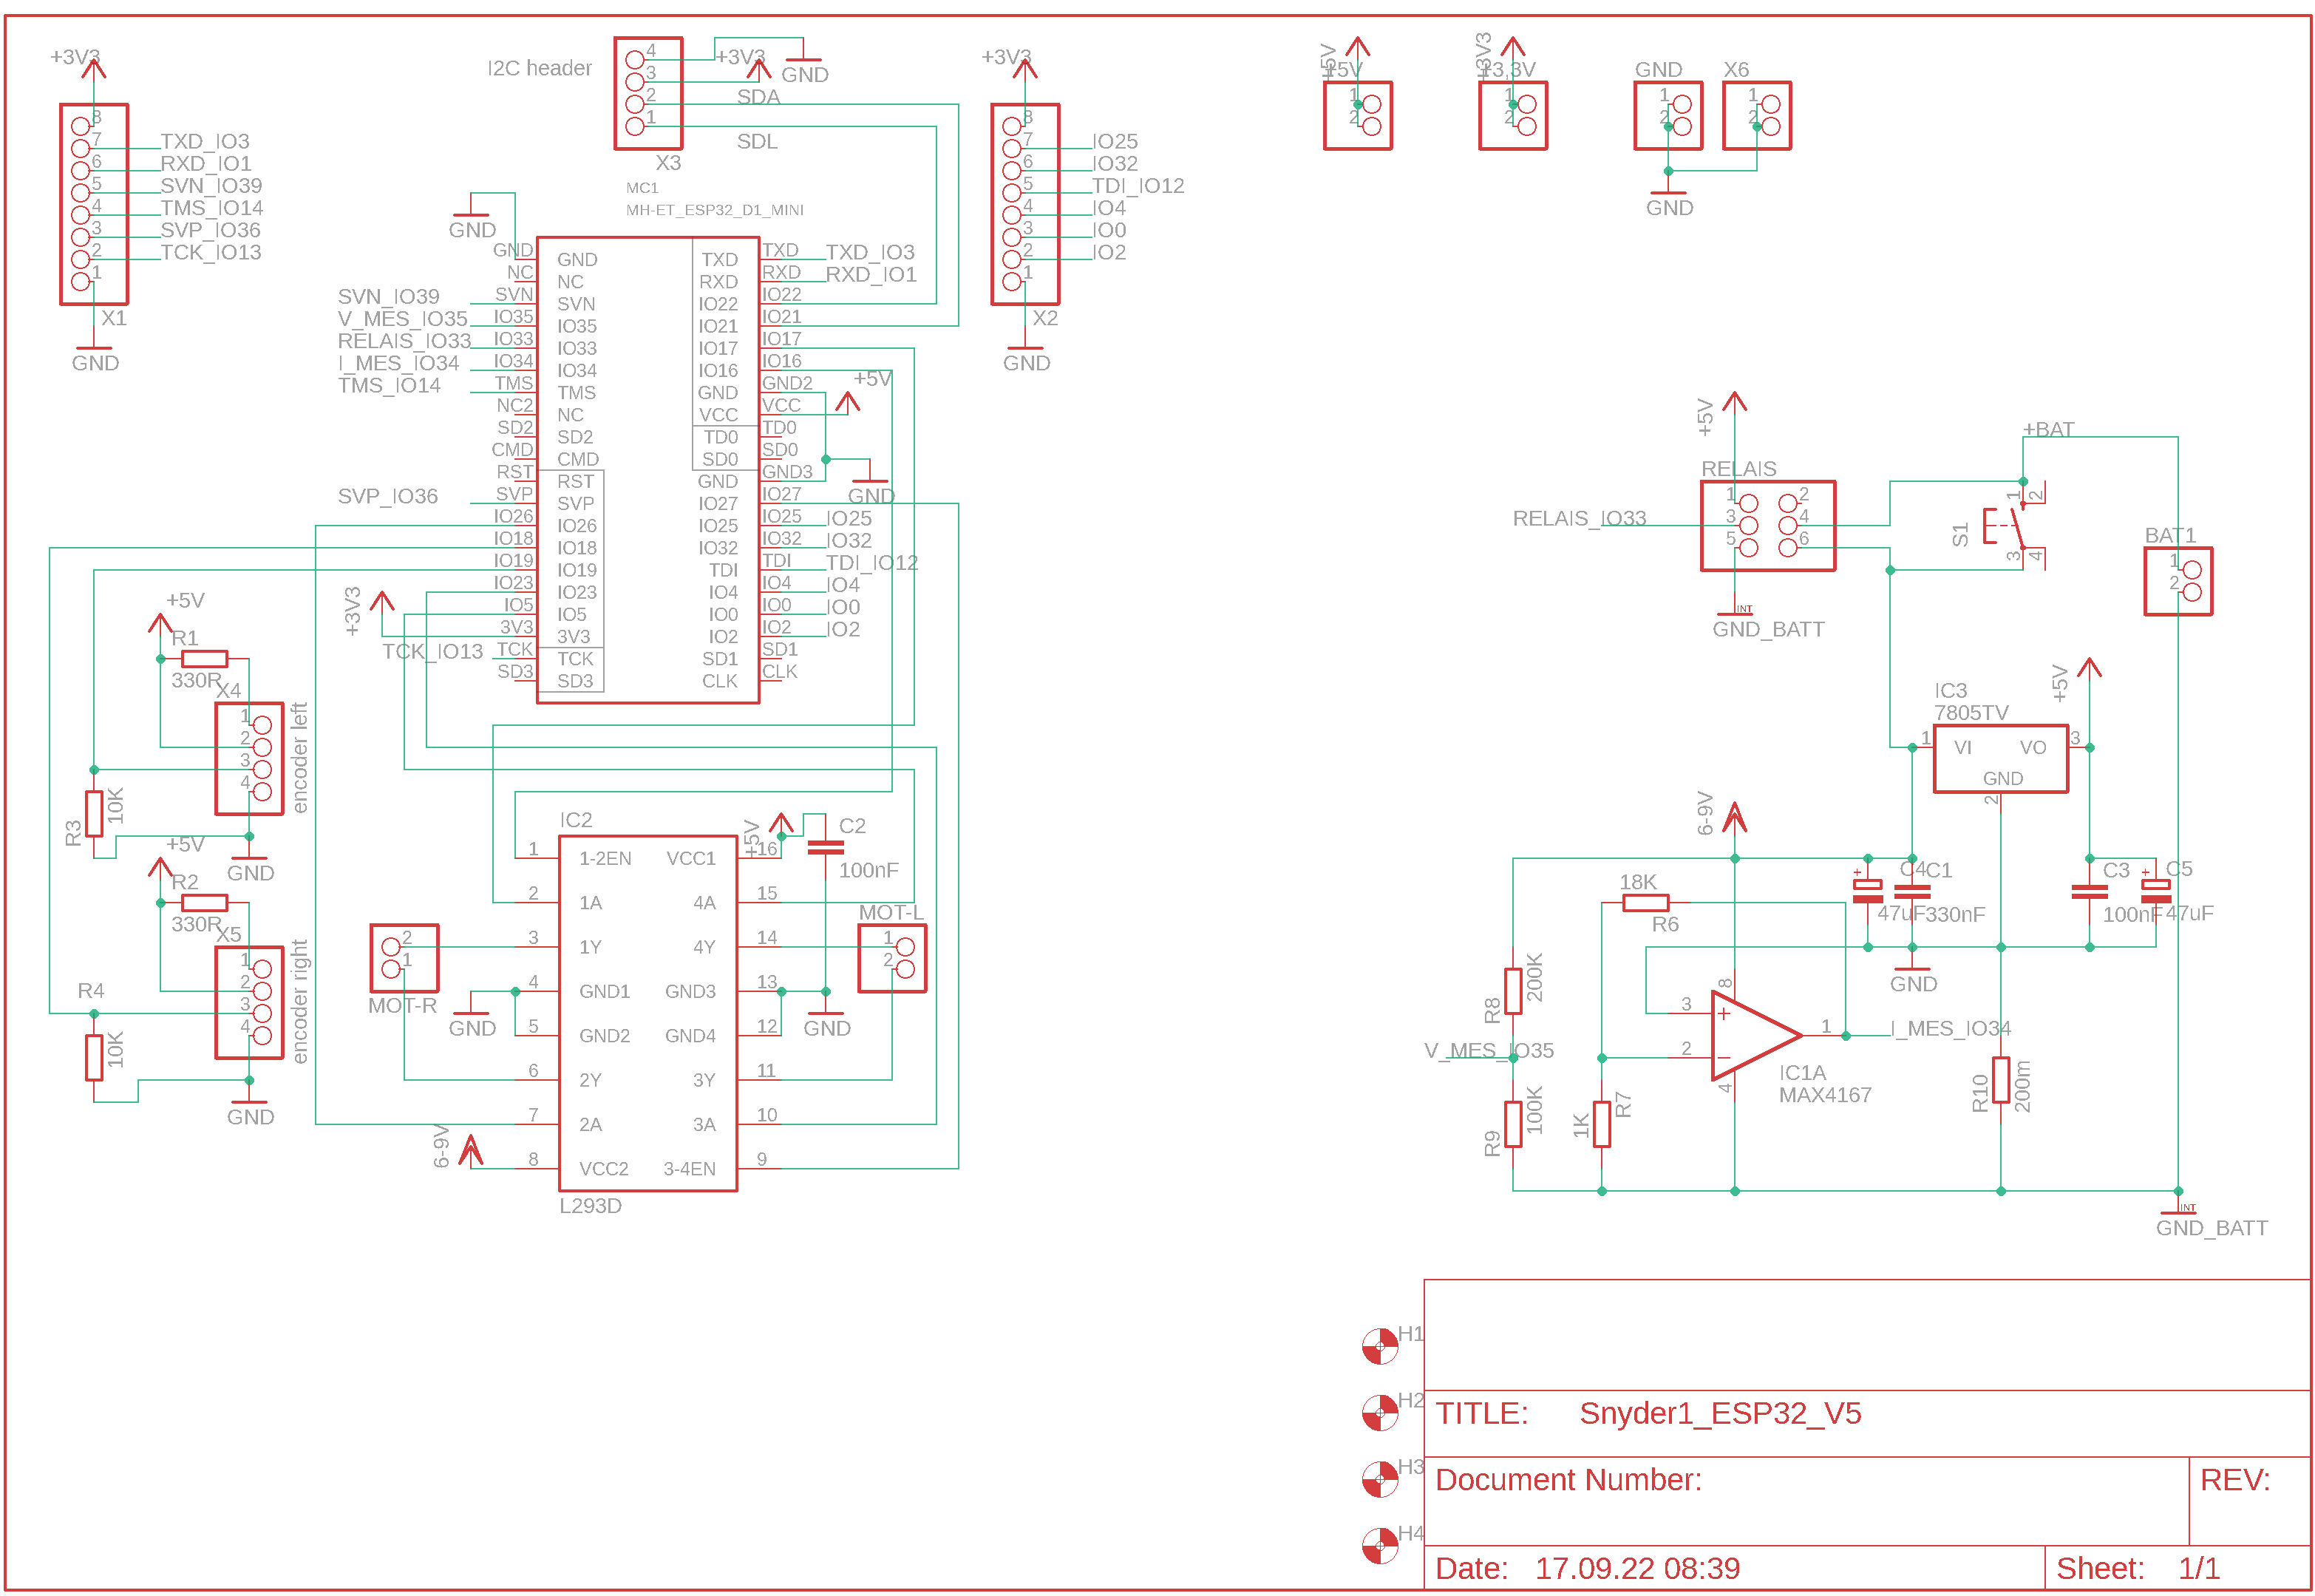 +3V3
8
7 TXD_IO3
6 RXD_IO1
5 SVN_IO39
4 TMS_IO14
3 SVP_IO36
2 TCK_IO13
1
X1
GND
I2C header
4
3
2
1
+3V3
GND
SDA
SDL
X3
MC1
MH-ET_ESP32_D1_MINI
GND
+3V3
8
7 IO25
6 IO32
5 TDI_IO12
4 IO4
3 IO0
2 IO2
1
X2
GND
+5V
+5V
1
2
+3V3
+3,3V
1
2
GND
1
2
X6
1
2
GND
GND GND TXD TXD TXD_IO3
NC NC RXD RXD RXD_IO1
SVN_IO39 SVN SVN IO22 IO22
V_MES_IO35 IO35 IO35 IO21 IO21
RELAIS_IO33 IO33 IO33 IO17 IO17
I_MES_IO34 IO34 IO34 IO16 IO16
TMS_IO14 TMS TMS GND GND2
+5V
NC2 NC VCC VCC
SD2 SD2 TD0 TD0
CMD CMD SD0 SD0
RST RST GND GND3
GND
SVP_IO36 SVP SVP IO27 IO27
IO26 IO26 IO25 IO25 IO25
IO18 IO18 IO32 IO32 IO32
IO19 IO19 TDI TDI TDI_IO12
IO23 IO23 IO4 IO4 IO4
IO5 IO5 IO0 IO0 IO0
+3V3
3V3 3V3 IO2 IO2 IO2
TCK_IO13 TCK TCK SD1 SD1
SD3 SD3 CLK CLK
+5V
R1
330R
X4
1
2
3
4
encoder left
R3
10K
GND
+5V
R2
330R
X5
1
2
3
4
encoder right
R4
10K
GND
IC2
+5V
C2
100nF
1 1-2EN VCC1 16
2 1A 4A 15
3 1Y 4Y 14
4 GND1 GND3 13
5 GND2 GND4 12
6 2Y 3Y 11
7 2A 3A 10
8 VCC2 3-4EN 9
L293D
2
1
MOT-R
GND
6-9V
MOT-L
1
2
GND
+5V
RELAIS
1 2
3 4
5 6
RELAIS_IO33
INT
GND_BATT
+BAT
S1
1 2
3 4
BAT1
1
2
+5V
IC3
7805TV
1 VI VO 3
GND
2
6-9V
+
C4
47uF
C1
330nF
C3
100nF
+
C5
47uF
GND
18K
R6
R8
200K
V_MES_IO35
R9
100K
1K
R7
8
3 +
2 −
4
1
I_MES_IO34
IC1A
MAX4167
R10
200m
INT
GND_BATT
H1
H2
H3
H4
TITLE: Snyder1_ESP32_V5
Document Number:
REV:
Date: 17.09.22 08:39
Sheet: 1/1